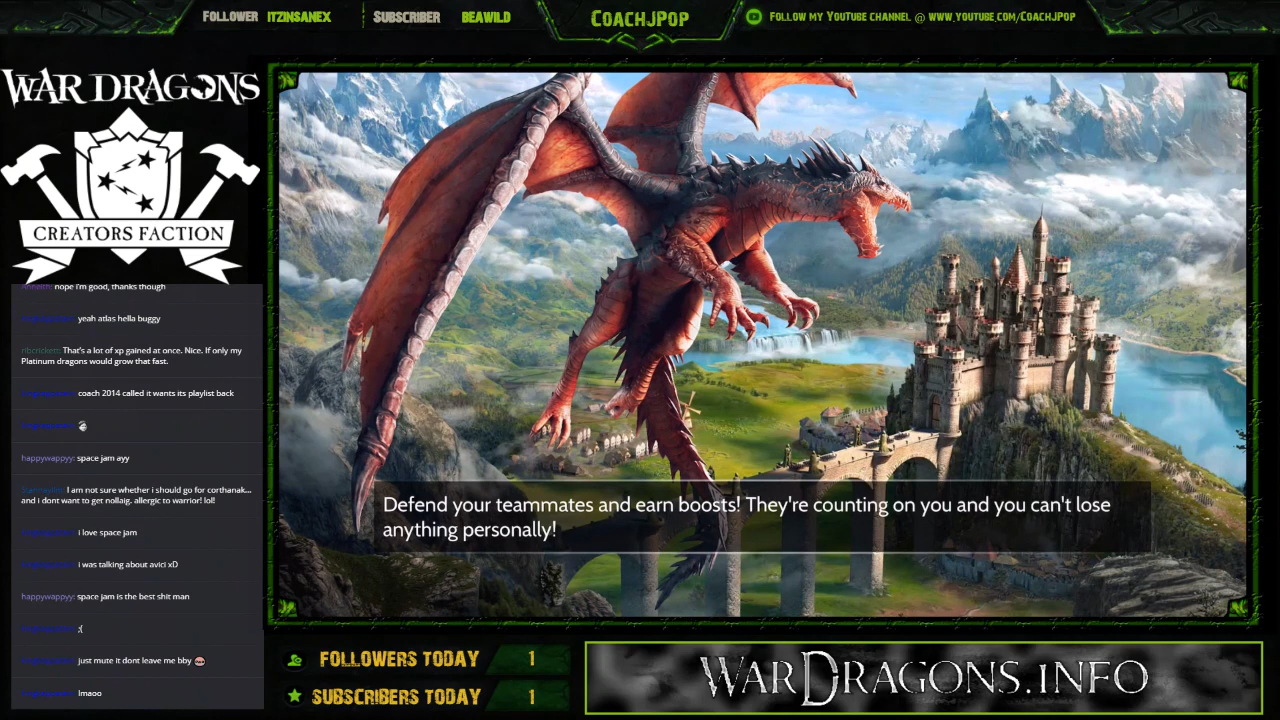 FOLLOWER ITZINSANEX
SUBSCRIBER BEAWILD
COACHJPOP
FOLLOW MY YOUTUBE CHANNEL @ WWW.YOUTUBE.COM/COACHJPOP
WAR DRAGONS
CREATORS FACTION
nope i'm good, thanks though
yeah atlas hella buggy
ribcrickets: That's a lot of xp gained at once. Nice. If only my
Platinum dragons would grow that fast.
coach 2014 called it wants its playlist back
happywappyy: space jam ayy
I am not sure whether i should go for corthanak...
and i dont want to get nollaig. allergic to warrior! lol!
i love space jam
i was talking about avici xD
happywappyy: space jam is the best shit man
;(
just mute it dont leave me bby
lmaoo
Defend your teammates and earn boosts! They're counting on you and you can't lose
anything personally!
FOLLOWERS TODAY 1
SUBSCRIBERS TODAY 1
WARDRAGONS.INFO